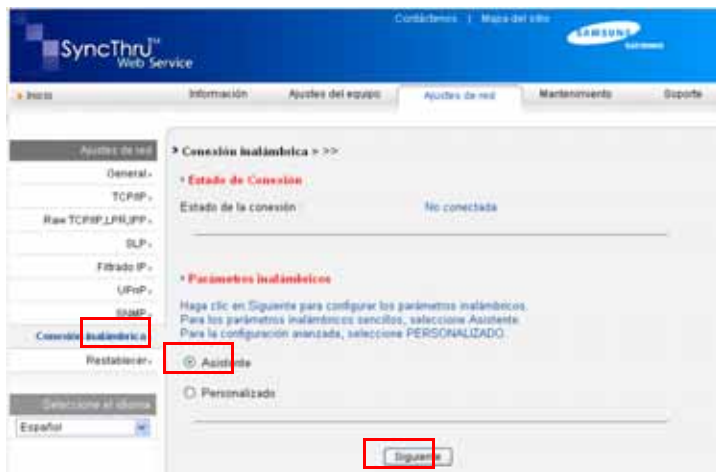 Contáctenos | Mapa del sitio
SAMSUNG
SyncThru™
Web Service
Inicio
Información
Ajustes del equipo
Ajustes de red
Mantenimiento
Soporte
Ajustes de red
General
TCP/IP
Raw TCP/IP,LPR,IPP
SLP
Filtrado IP
UPnP
SNMP
Conexión inalámbrica
Restablecer
Seleccione el idioma
Español
Conexión inalámbrica > >>
Estado de Conexión
Estado de la conexión No conectada
Parámetros inalámbricos
Haga clic en Siguiente para configurar los parámetros inalámbricos.
Para los parámetros inalámbricos sencillos, seleccione Asistente.
Para la configuración avanzada, seleccione PERSONALIZADO.
Asistente
Personalizado
Siguiente